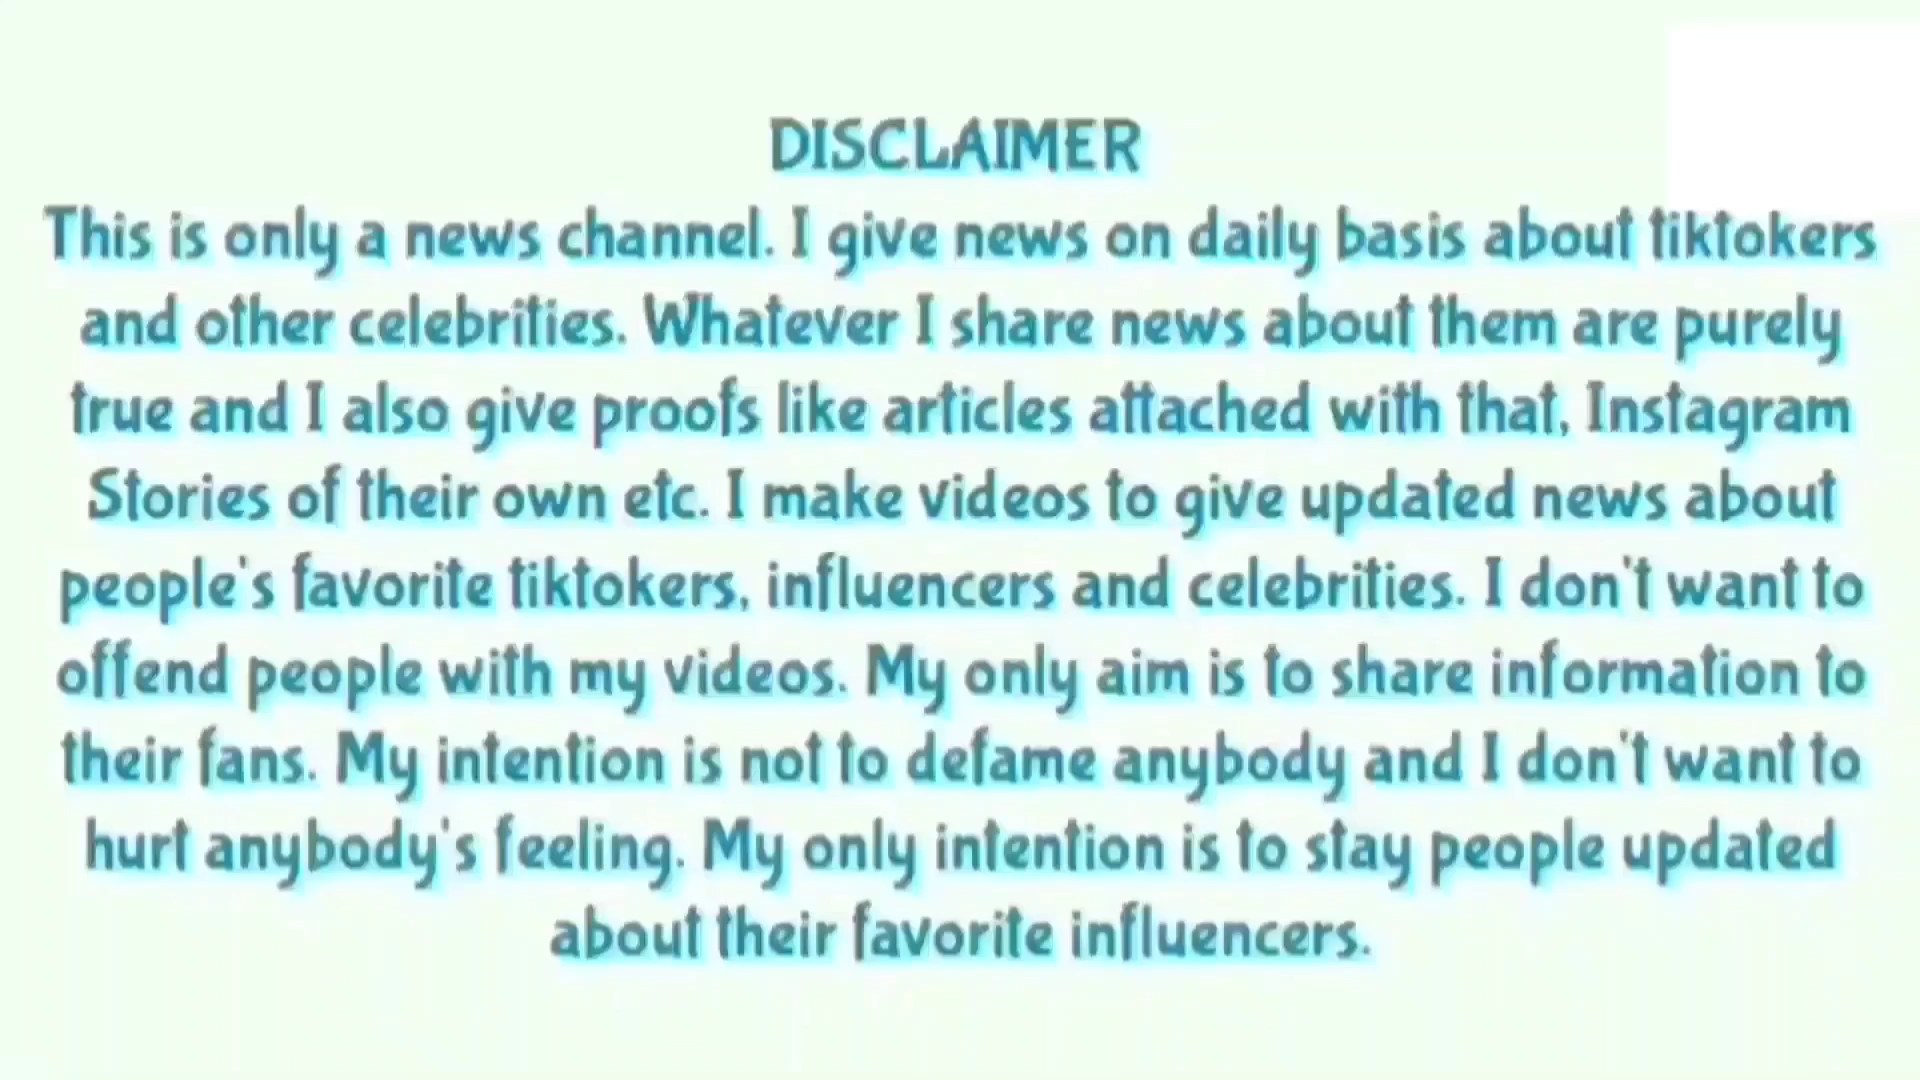 DISCLAIMER
This is only a news channel. I give news on daily basis about tiktokers
and other celebrities. Whatever I share news about them are purely
true and I also give proofs like articles attached with that, Instagram
Stories of their own etc. I make videos to give updated news about
people's favorite tiktokers, influencers and celebrities. I don't want to
offend people with my videos. My only aim is to share information to
their fans. My intention is not to defame anybody and I don't want to
hurt anybody's feeling. My only intention is to stay people updated
about their favorite influencers.